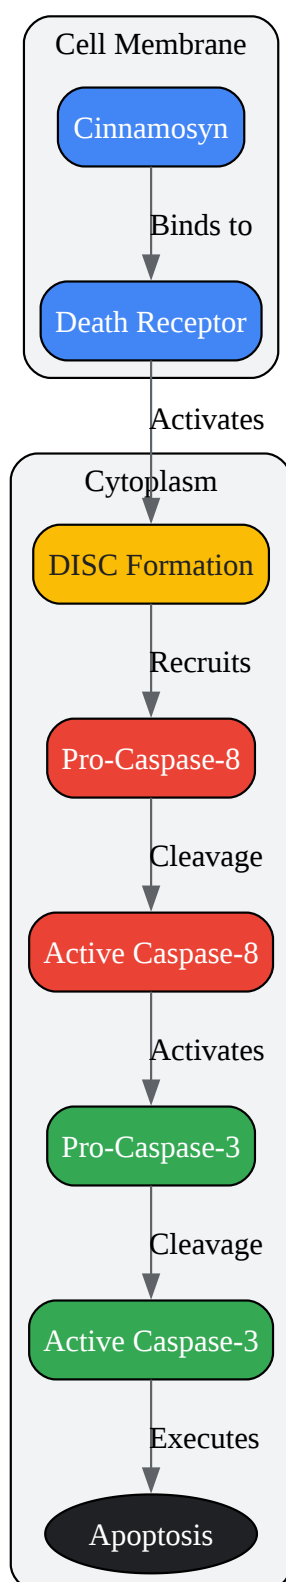 Cell Membrane
Cinnamosyn
Binds to
Death Receptor
Activates
Cytoplasm
DISC Formation
Recruits
Pro-Caspase-8
Cleavage
Active Caspase-8
Activates
Pro-Caspase-3
Cleavage
Active Caspase-3
Executes
Apoptosis